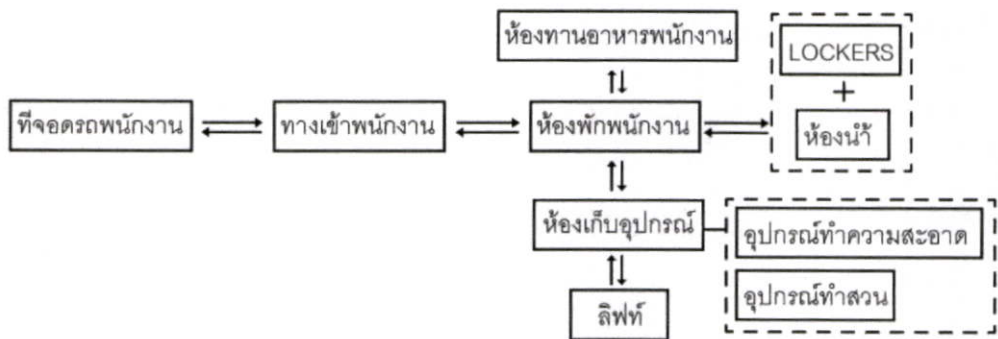 ห้องทานอาหารพนักงาน
LOCKERS
+
ที่จอดรถพนักงาน
ทางเข้าพนักงาน
ห้องพักพนักงาน
ห้องนำ้
ห้องเก็บอุปกรณ์
อุปกรณ์ทำความสะอาด
อุปกรณ์ทำสวน
ลิฟท์